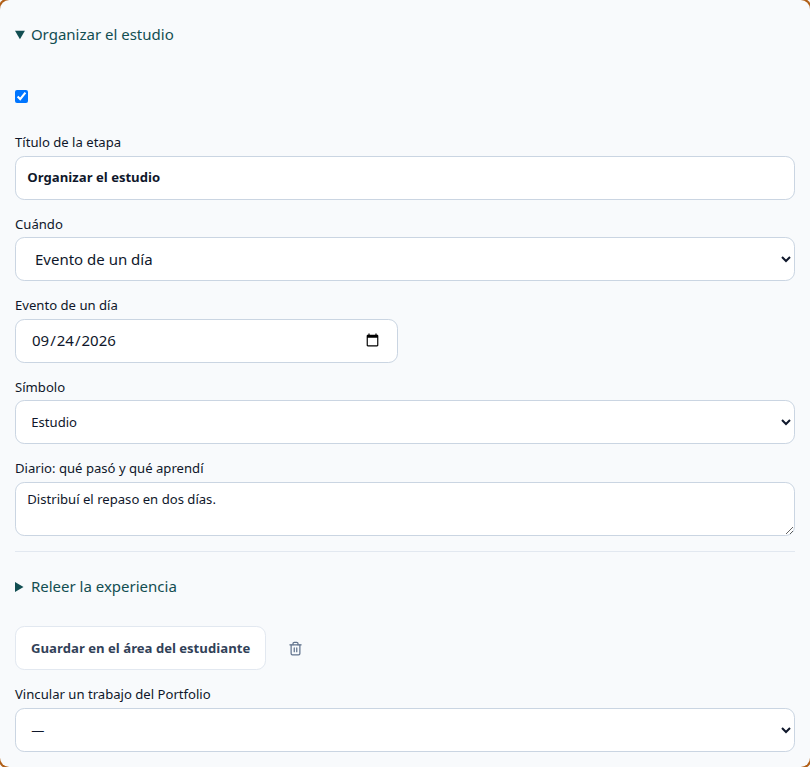 Organizar el estudio
Título de la etapa
Organizar el estudio
Cuándo
Evento de un día
Evento de un día
09/24/2026
Símbolo
Estudio
Diario: qué pasó y qué aprendí
Distribuí el repaso en dos días.
Releer la experiencia
Guardar en el área del estudiante
Vincular un trabajo del Portfolio
—